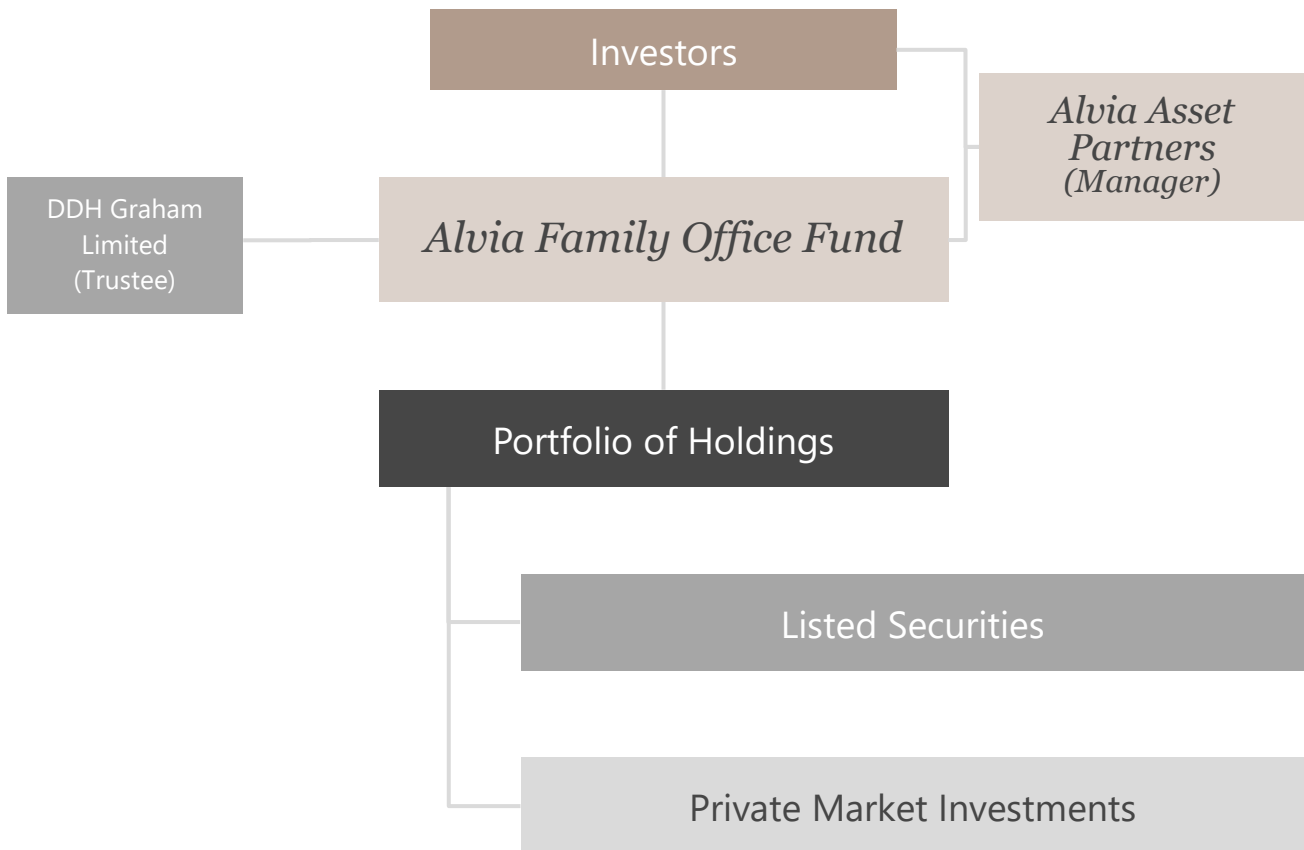 Investors
Alvia Asset
Partners
(Manager)
DDH Graham
Limited
(Trustee)
Alvia Family Office Fund
Portfolio of Holdings
Listed Securities
Private Market Investments